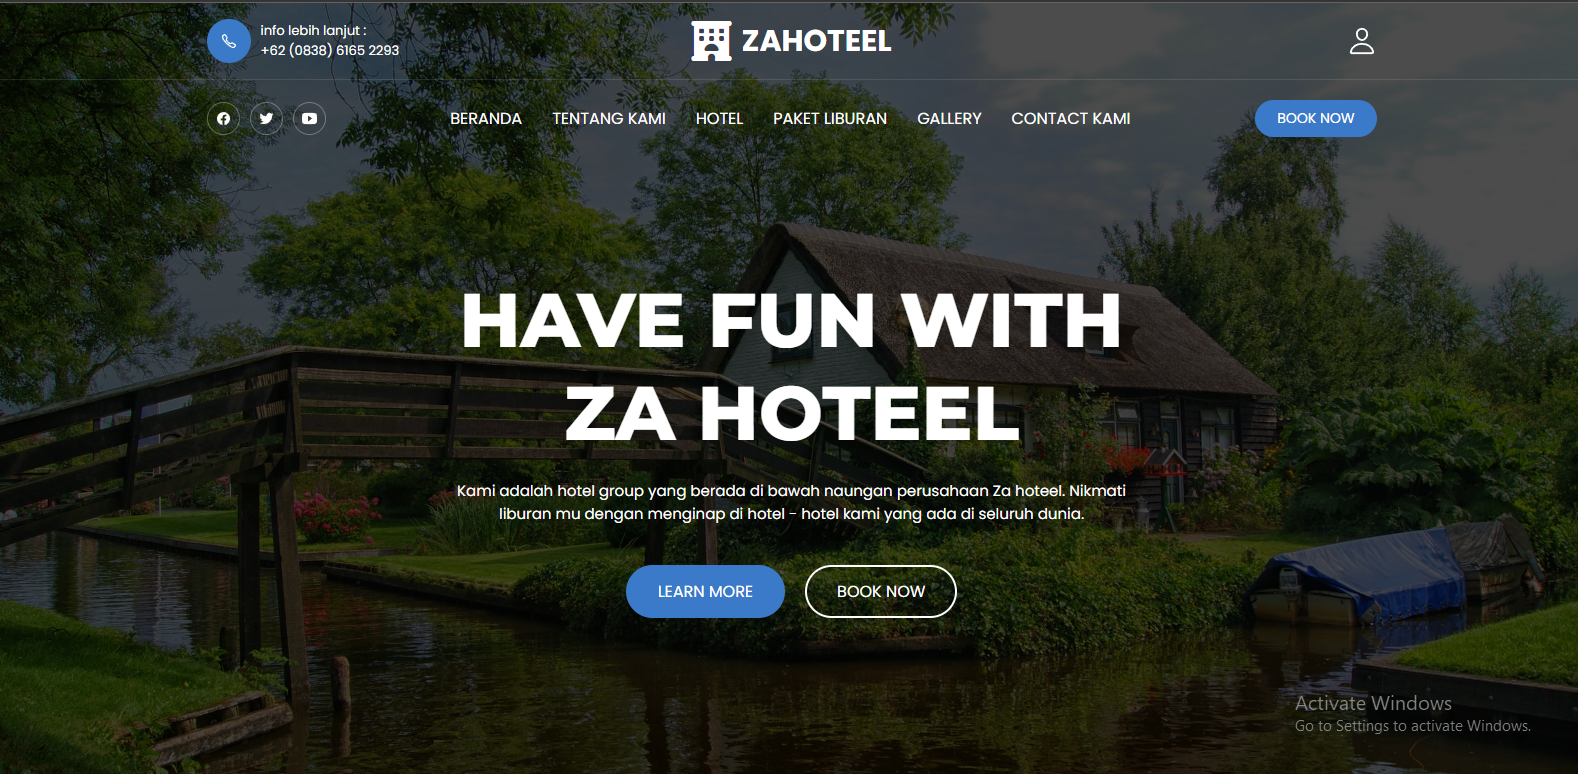 info lebih lanjut :
+62 (0838) 6165 2293
ZAHOTEEL
BERANDA TENTANG KAMI HOTEL PAKET LIBURAN GALLERY CONTACT KAMI
BOOK NOW
HAVE FUN WITH
ZA HOTEEL
Kami adalah hotel group yang berada di bawah naungan perusahaan Za hoteel. Nikmati
liburan mu dengan menginap di hotel - hotel kami yang ada di seluruh dunia.
LEARN MORE
BOOK NOW
Activate Windows
Go to Settings to activate Windows.